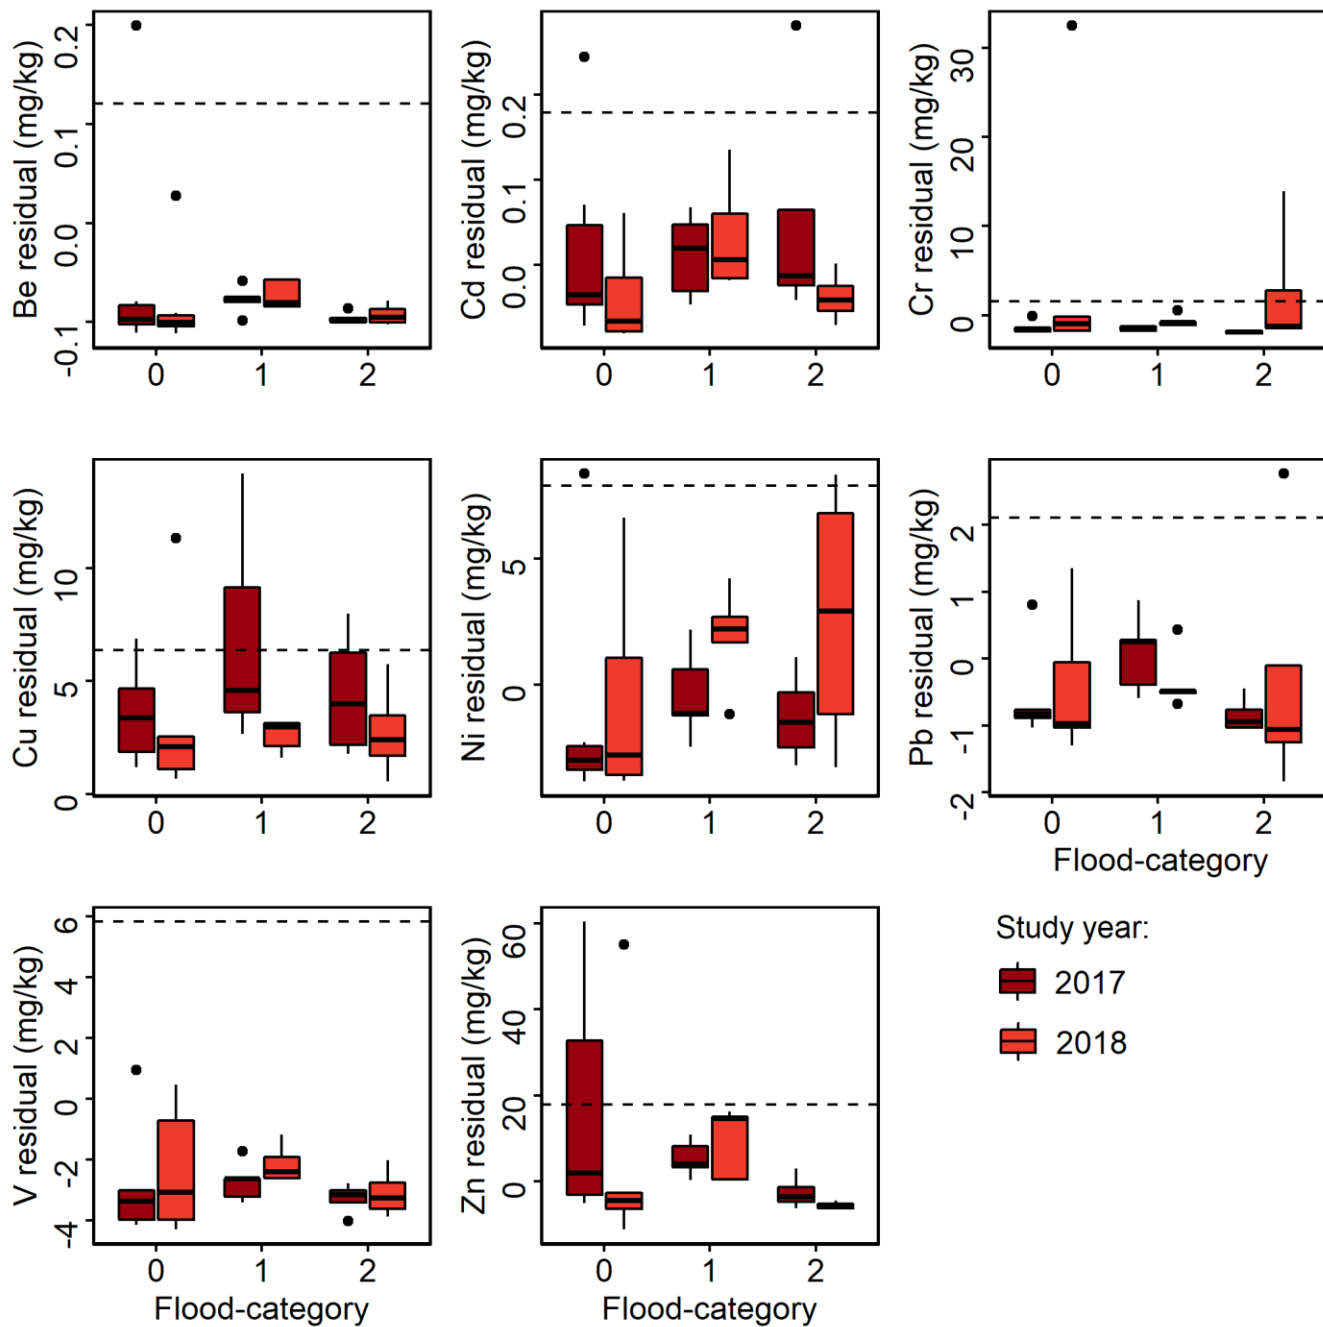 Be residual (mg/kg)
0.2
0.1
0.0
-0.1
0 1 2
Cd residual (mg/kg)
0.2
0.1
0.0
0 1 2
Cr residual (mg/kg)
30
20
10
0
0 1 2
Cu residual (mg/kg)
10
5
0
0 1 2
Ni residual (mg/kg)
5
0
0 1 2
Pb residual (mg/kg)
2
1
0
-1
-2
0 1 2
Flood-category
V residual (mg/kg)
6
4
2
0
-2
-4
0 1 2
Flood-category
Zn residual (mg/kg)
60
40
20
0
0 1 2
Flood-category
Study year:
2017
2018